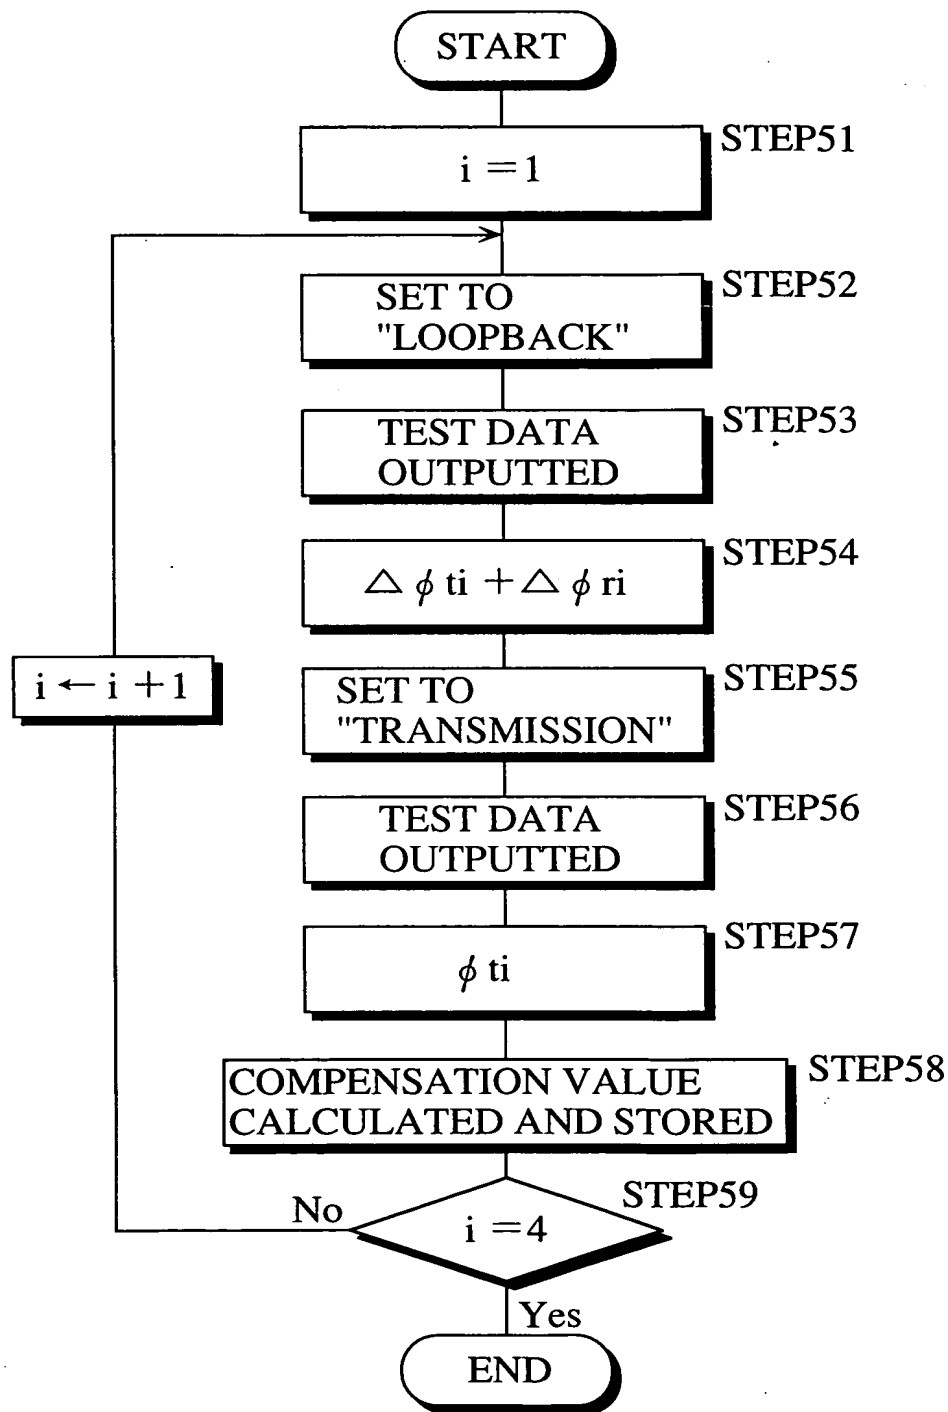 START
STEP51
i = 1
STEP52
SET TO
"LOOPBACK"
STEP53
TEST DATA
OUTPUTTED
STEP54
△ φ ti + △ φ ri
i ← i + 1
STEP55
SET TO
"TRANSMISSION"
STEP56
TEST DATA
OUTPUTTED
STEP57
φ ti
STEP58
COMPENSATION VALUE
CALCULATED AND STORED
STEP59
No
i = 4
Yes
END